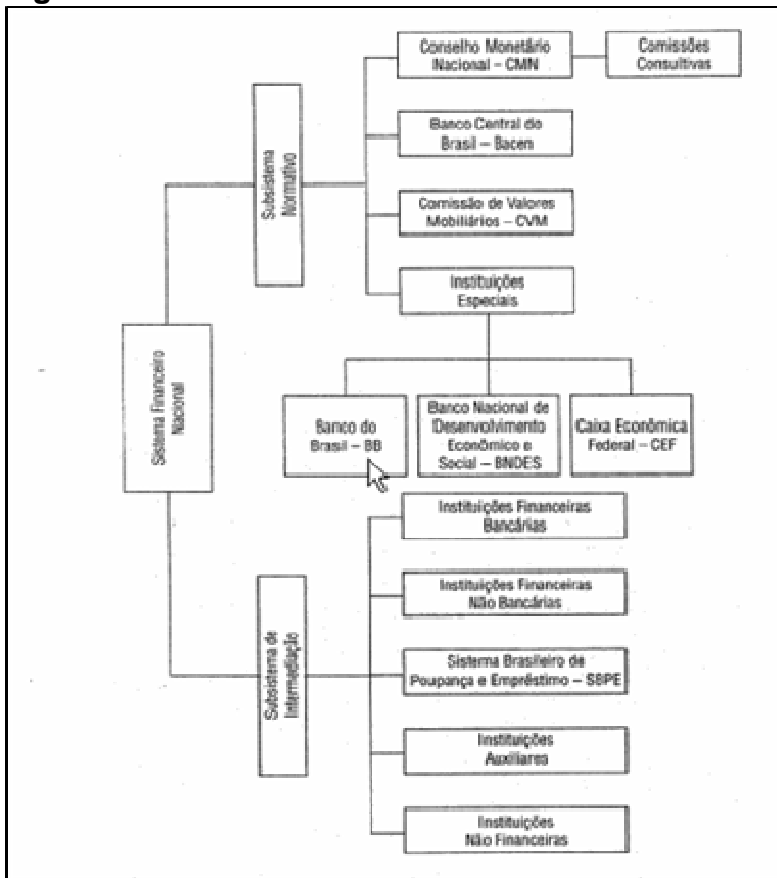 Conselho Monetário
Nacional – CMN
Comissões
Consultivas
Banco Central do
Brasil – Bacen
Comissão de Valores
Mobiliários – CVM
Instituições
Especiais
Subsistema
Normativo
Sistema Financeiro
Nacional
Banco do
Brasil – BB
Banco Nacional de
Desenvolvimento
Econômico e
Social – BNDES
Caixa Econômica
Federal – CEF
Instituições Financeiras
Bancárias
Instituições Financeiras
Não Bancárias
Subsistema de
Intermediação
Sistema Brasileiro de
Poupança e Empréstimo – SBPE
Instituições
Auxiliares
Instituições
Não Financeiras